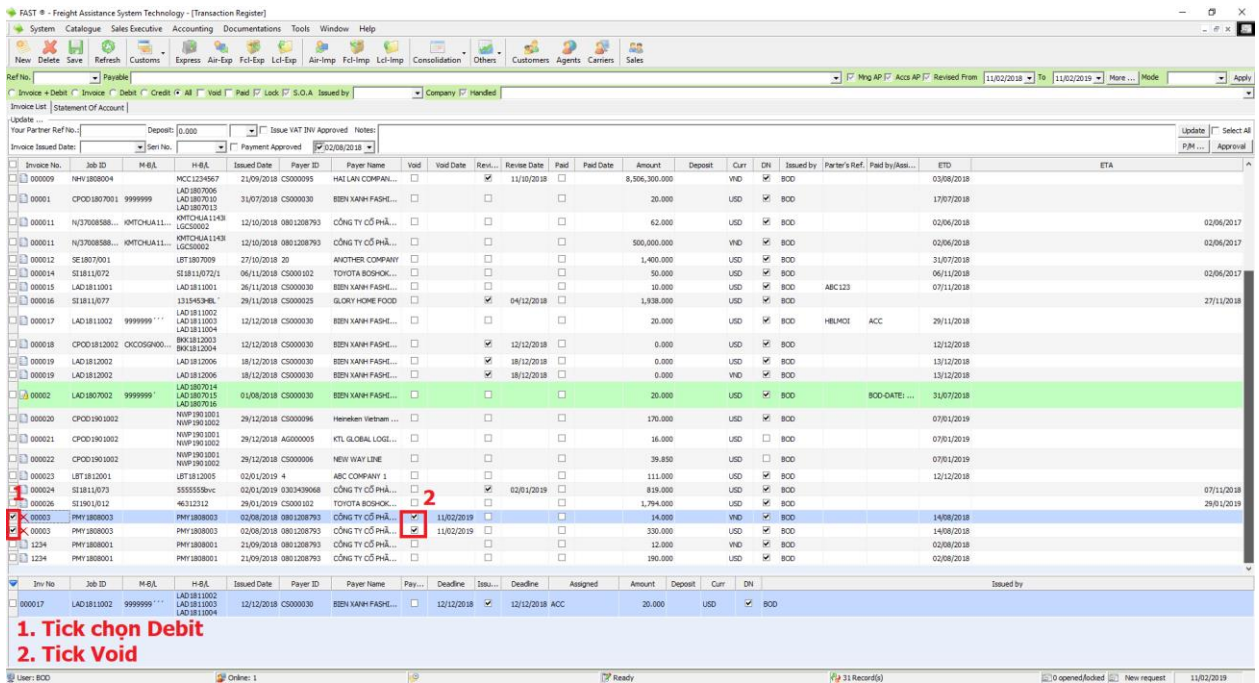 FAST ® - Freight Assistance System Technology - [Transaction Register]
System Catalogue Sales Executive Accounting Documentations Tools Window Help
New Delete Save Refresh Customs Express Air-Exp Fcl-Exp Lcl-Exp Air-Imp Fcl-Imp Lcl-Imp Consolidation Others Customers Agents Carriers Sales
Ref No. Payable Mng AP Accs AP Revised From 11/02/2018 To 11/02/2019 More ... Mode Apply
Invoice + Debit Invoice Debit Credit All Void Paid Lock S.O.A Issued by Company Handled
Invoice List Statement Of Account
Update ...
Your Partner Ref No.: Deposit: 0.000 Issue VAT INV Approved Notes: Update Select All
Invoice Issued Date: Seri No. Payment Approved 02/08/2018 P/M ... Approval
Invoice No. Job ID M-B/L H-B/L Issued Date Payer ID Payer Name Void Void Date Revi... Revise Date Paid Paid Date Amount Deposit Curr DN Issued by Parter's Ref. Paid by/Assi... ETD ETA
000009 NHV1808004 MCC1234567 21/09/2018 CS000095 HAI LAN COMPAN... 11/10/2018 8,506,300.000 VND BOD 03/08/2018
LAD1807006
00001 CPOD1807001 9999999 LAD1807010 31/07/2018 CS000030 BIEN XANH FASHI... 20.000 USD BOD 17/07/2018
LAD1807013
KMTCHUA1143(
000011 N/37008588... KMTCHUA11... LGCS0002 12/10/2018 0801208793 CÔNG TY CỔ PHẦ... 62.000 USD BOD 02/06/2018 02/06/2017
KMTCHUA1143(
000011 N/37008588... KMTCHUA11... LGCS0002 12/10/2018 0801208793 CÔNG TY CỔ PHẦ... 500,000.000 VND BOD 02/06/2018 02/06/2017
000012 SE1807/001 LBT1807009 27/10/2018 20 ANOTHER COMPANY 1,400.000 USD BOD 31/07/2018
000014 SI1811/072 SI1811/072/1 06/11/2018 CS000102 TOYOTA BOSHOK... 50.000 USD BOD 06/11/2018 02/06/2017
000015 LAD1811001 LAD1811001 26/11/2018 CS000030 BIEN XANH FASHI... 10.000 USD BOD ABC123 07/11/2018
000016 SI1811/077 1315453HBL` 29/11/2018 CS000025 GLORY HOME FOOD 04/12/2018 1,938.000 USD BOD 27/11/2018
LAD1811002
000017 LAD1811002 9999999``` LAD1811003 12/12/2018 CS000030 BIEN XANH FASHI... 20.000 USD BOD HBLMOI ACC 29/11/2018
LAD1811004
000018 CPOD1812002 CKCOSGN00... BKK1812003 12/12/2018 CS000030 BIEN XANH FASHI... 12/12/2018 0.000 USD BOD 12/12/2018
BKK1812004
000019 LAD1812002 LAD1812006 18/12/2018 CS000030 BIEN XANH FASHI... 18/12/2018 0.000 USD BOD 13/12/2018
000019 LAD1812002 LAD1812006 18/12/2018 CS000030 BIEN XANH FASHI... 18/12/2018 0.000 VND BOD 13/12/2018
LAD1807014
00002 LAD1807002 9999999` LAD1807015 01/08/2018 CS000030 BIEN XANH FASHI... 20.000 USD BOD BOD-DATE: ... 31/07/2018
LAD1807016
NWP1901001
000020 CPOD1901002 NWP1901002 29/12/2018 CS000096 Heineken Vietnam ... 170.000 USD BOD 07/01/2019
NWP1901001
000021 CPOD1901002 NWP1901002 29/12/2018 AG000005 KTL GLOBAL LOGI... 16.000 USD BOD 07/01/2019
NWP1901001
000022 CPOD1901002 NWP1901002 29/12/2018 CS000006 NEW WAY LINE 39.850 USD BOD 07/01/2019
000023 LBT1812001 LBT1812005 02/01/2019 4 ABC COMPANY 1 111.000 USD BOD 12/12/2018
1 000024 SI1811/073 5555555bvc 02/01/2019 0303439068 CÔNG TY CỔ PHẦ... 02/01/2019 819.000 USD BOD 07/11/2018
000026 SI1901/012 46312312 29/01/2019 CS000102 TOYOTA BOSHOK... 2 1,794.000 USD BOD 29/01/2019
00003 PMY1808003 PMY1808003 02/08/2018 0801208793 CÔNG TY CỔ PHẦ... 11/02/2019 14.000 VND BOD 14/08/2018
00003 PMY1808003 PMY1808003 02/08/2018 0801208793 CÔNG TY CỔ PHẦ... 11/02/2019 330.000 USD BOD 14/08/2018
1234 PMY1808001 PMY1808001 21/09/2018 0801208793 CÔNG TY CỔ PHẦ... 12.000 VND BOD 02/08/2018
1234 PMY1808001 PMY1808001 21/09/2018 0801208793 CÔNG TY CỔ PHẦ... 190.000 USD BOD 02/08/2018
Inv No Job ID M-B/L H-B/L Issued Date Payer ID Payer Name Pay... Deadline Issu... Deadline Assigned Amount Deposit Curr DN Issued by
LAD1811002
000017 LAD1811002 9999999``` LAD1811003 12/12/2018 CS000030 BIEN XANH FASHI... 12/12/2018 12/12/2018 ACC 20.000 USD BOD
LAD1811004
1. Tick chọn Debit
2. Tick Void
User: BOD Online: 1 Ready 31 Record(s) 0 opened/locked New request 11/02/2019